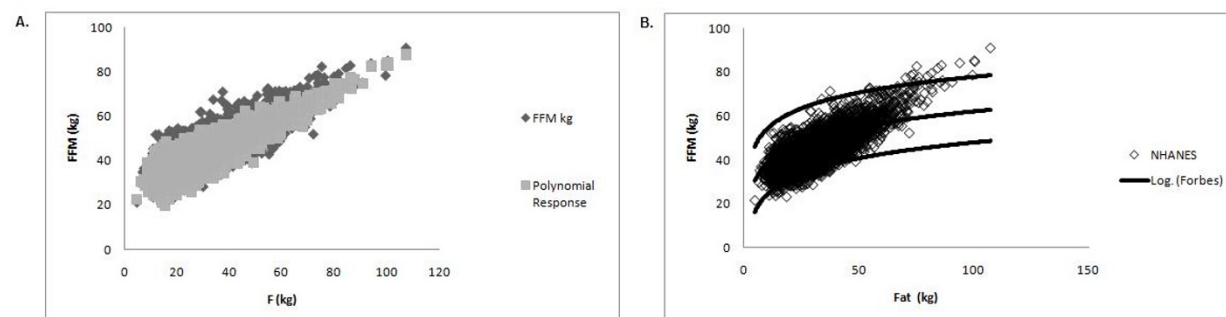 A.
100
80
60
40
20
0
FFM (kg)
0 20 40 60 80 100 120
F (kg)
FFM kg
Polynomial
Response
B.
100
80
60
40
20
0
FFM (kg)
0 50 100 150
Fat (kg)
NHANES
Log. (Forbes)